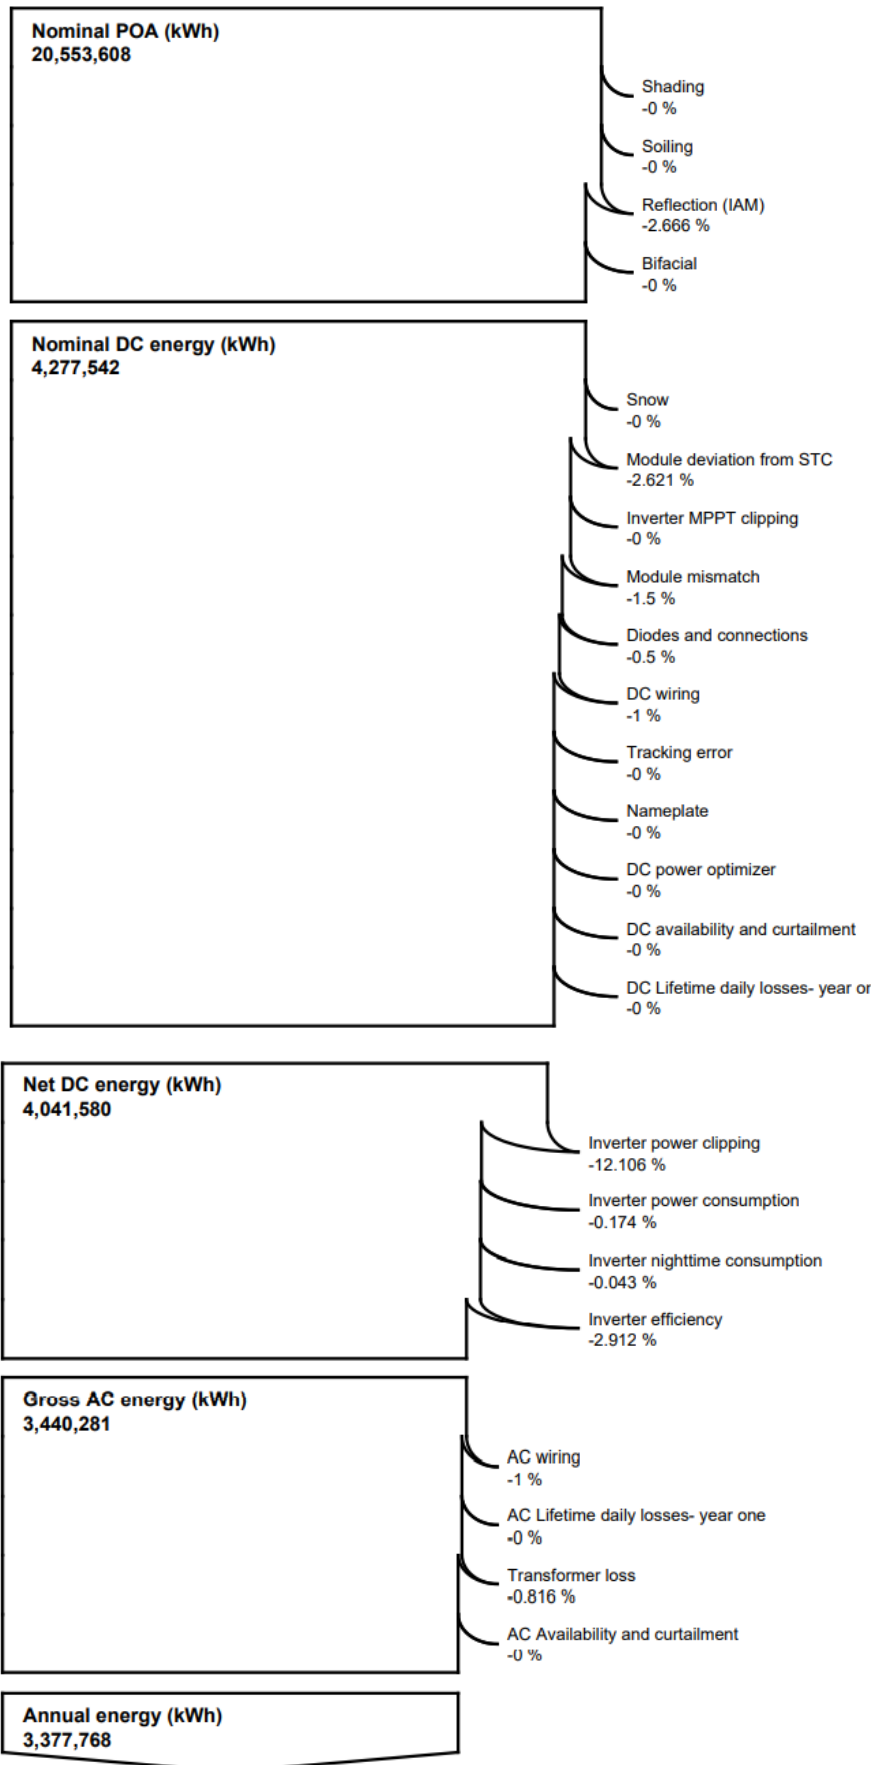 Nominal POA (kWh)
20,553,608
Shading
-0 %
Soiling
-0 %
Reflection (IAM)
-2.666 %
Bifacial
-0 %
Nominal DC energy (kWh)
4,277,542
Snow
-0 %
Module deviation from STC
-2.621 %
Inverter MPPT clipping
-0 %
Module mismatch
-1.5 %
Diodes and connections
-0.5 %
DC wiring
-1 %
Tracking error
-0 %
Nameplate
-0 %
DC power optimizer
-0 %
DC availability and curtailment
-0 %
DC Lifetime daily losses- year or
-0 %
Net DC energy (kWh)
4,041,580
Inverter power clipping
-12.106 %
Inverter power consumption
-0.174 %
Inverter nighttime consumption
-0.043 %
Inverter efficiency
-2.912 %
Gross AC energy (kWh)
3,440,281
AC wiring
-1 %
AC Lifetime daily losses- year one
-0 %
Transformer loss
-0.816 %
AC Availability and curtailment
-0 %
Annual energy (kWh)
3,377,768